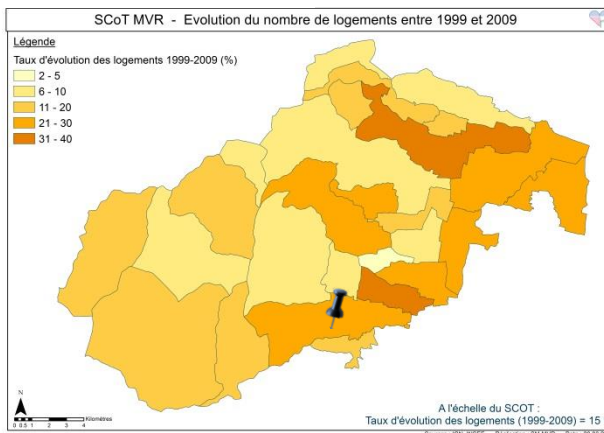 SCoT MVR - Evolution du nombre de logements entre 1999 et 2009
Légende
Taux d'évolution des logements 1999-2009 (%)
2 - 5
6 - 10
11 - 20
21 - 30
31 - 40
N
0 0.5 1 2 3 4
Kilomètres
A l'échelle du SCOT :
Taux d'évolution des logements (1999-2009) = 15